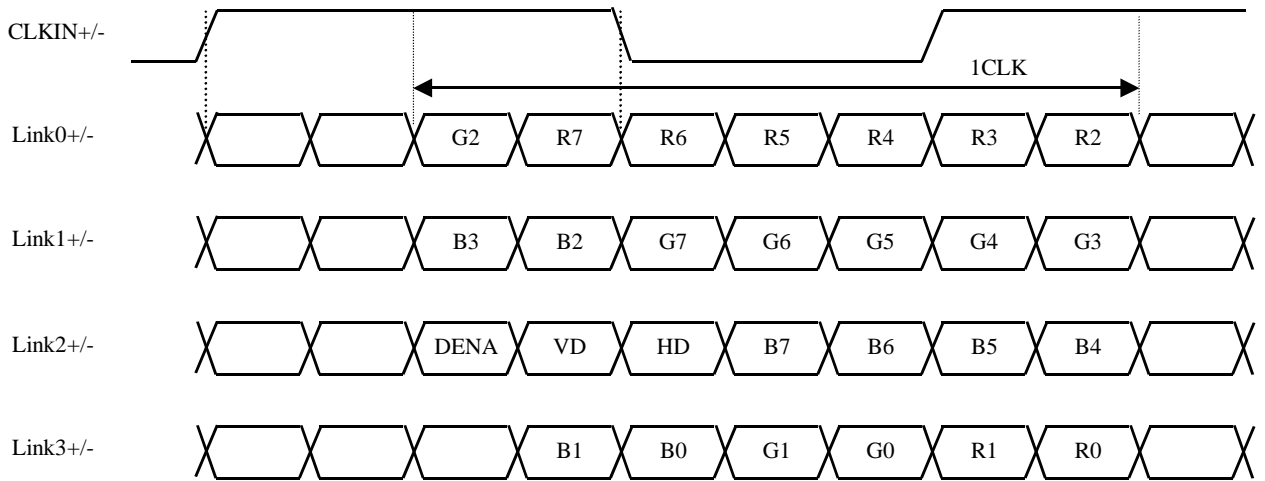 CLKIN+/-
1CLK
Link0+/- G2 R7 R6 R5 R4 R3 R2
Link1+/- B3 B2 G7 G6 G5 G4 G3
Link2+/- DENA VD HD B7 B6 B5 B4
Link3+/- B1 B0 G1 G0 R1 R0